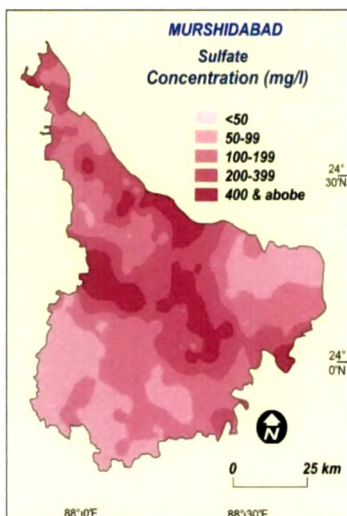 MURSHIDABAD
Sulfate
Concentration (mg/l)
<50
50-99
100-199
200-399
400 & abobe
24°
30'N
24°
0'N
N
0 25 km
88°0'E 88°30'E